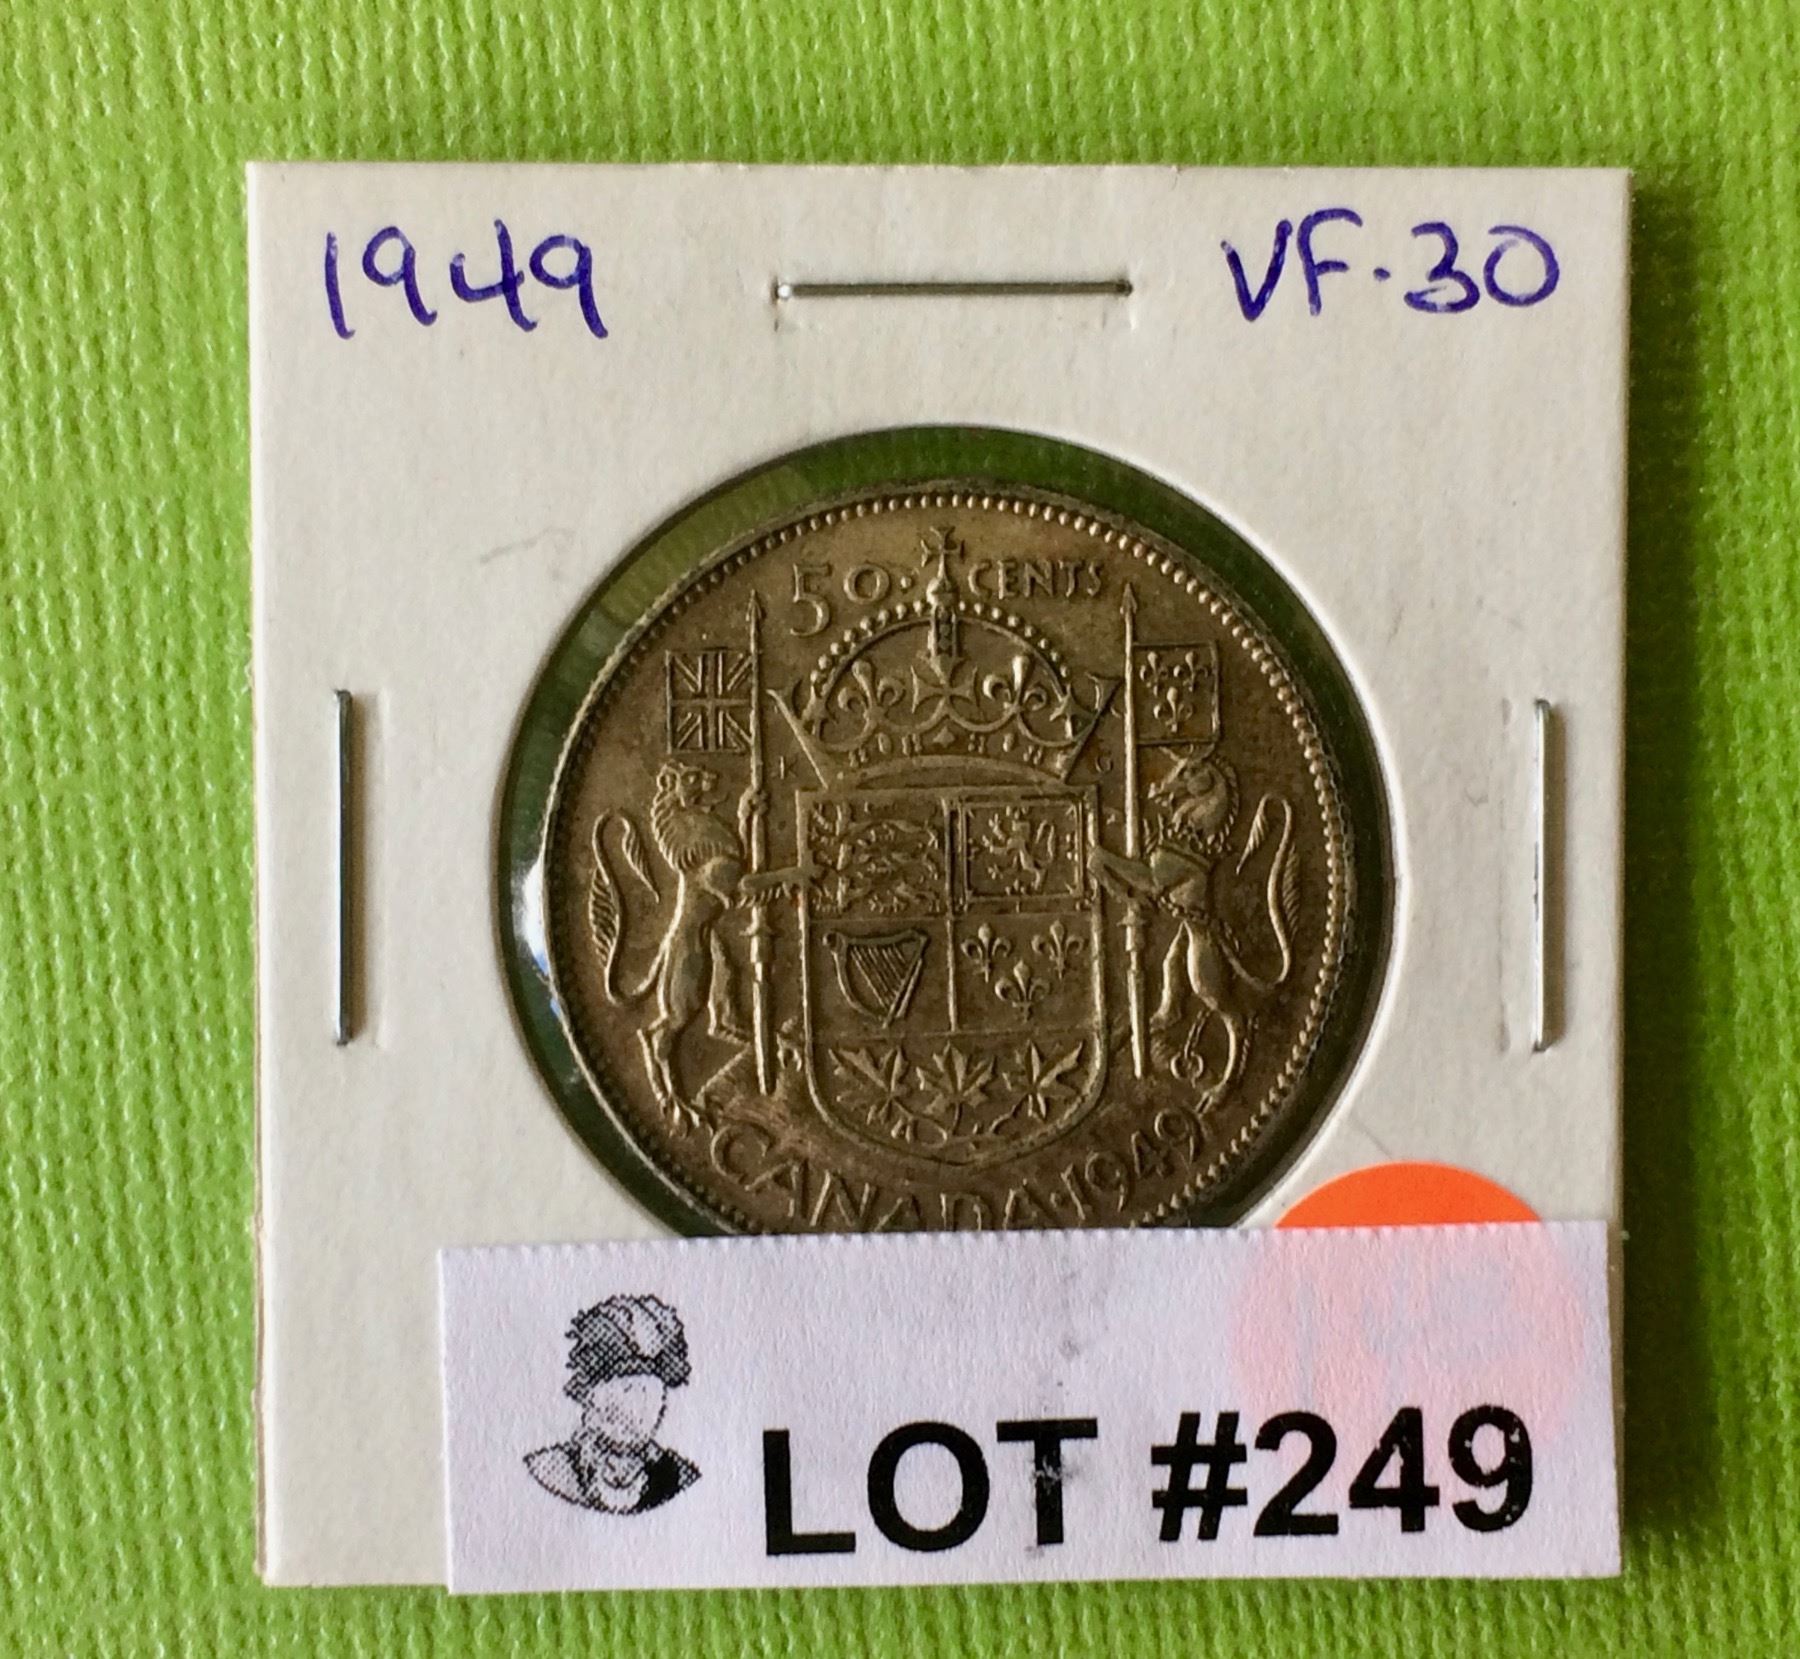 1949 VF-30
50 · CENTS
K G
CANADA · 1949
LOT #249